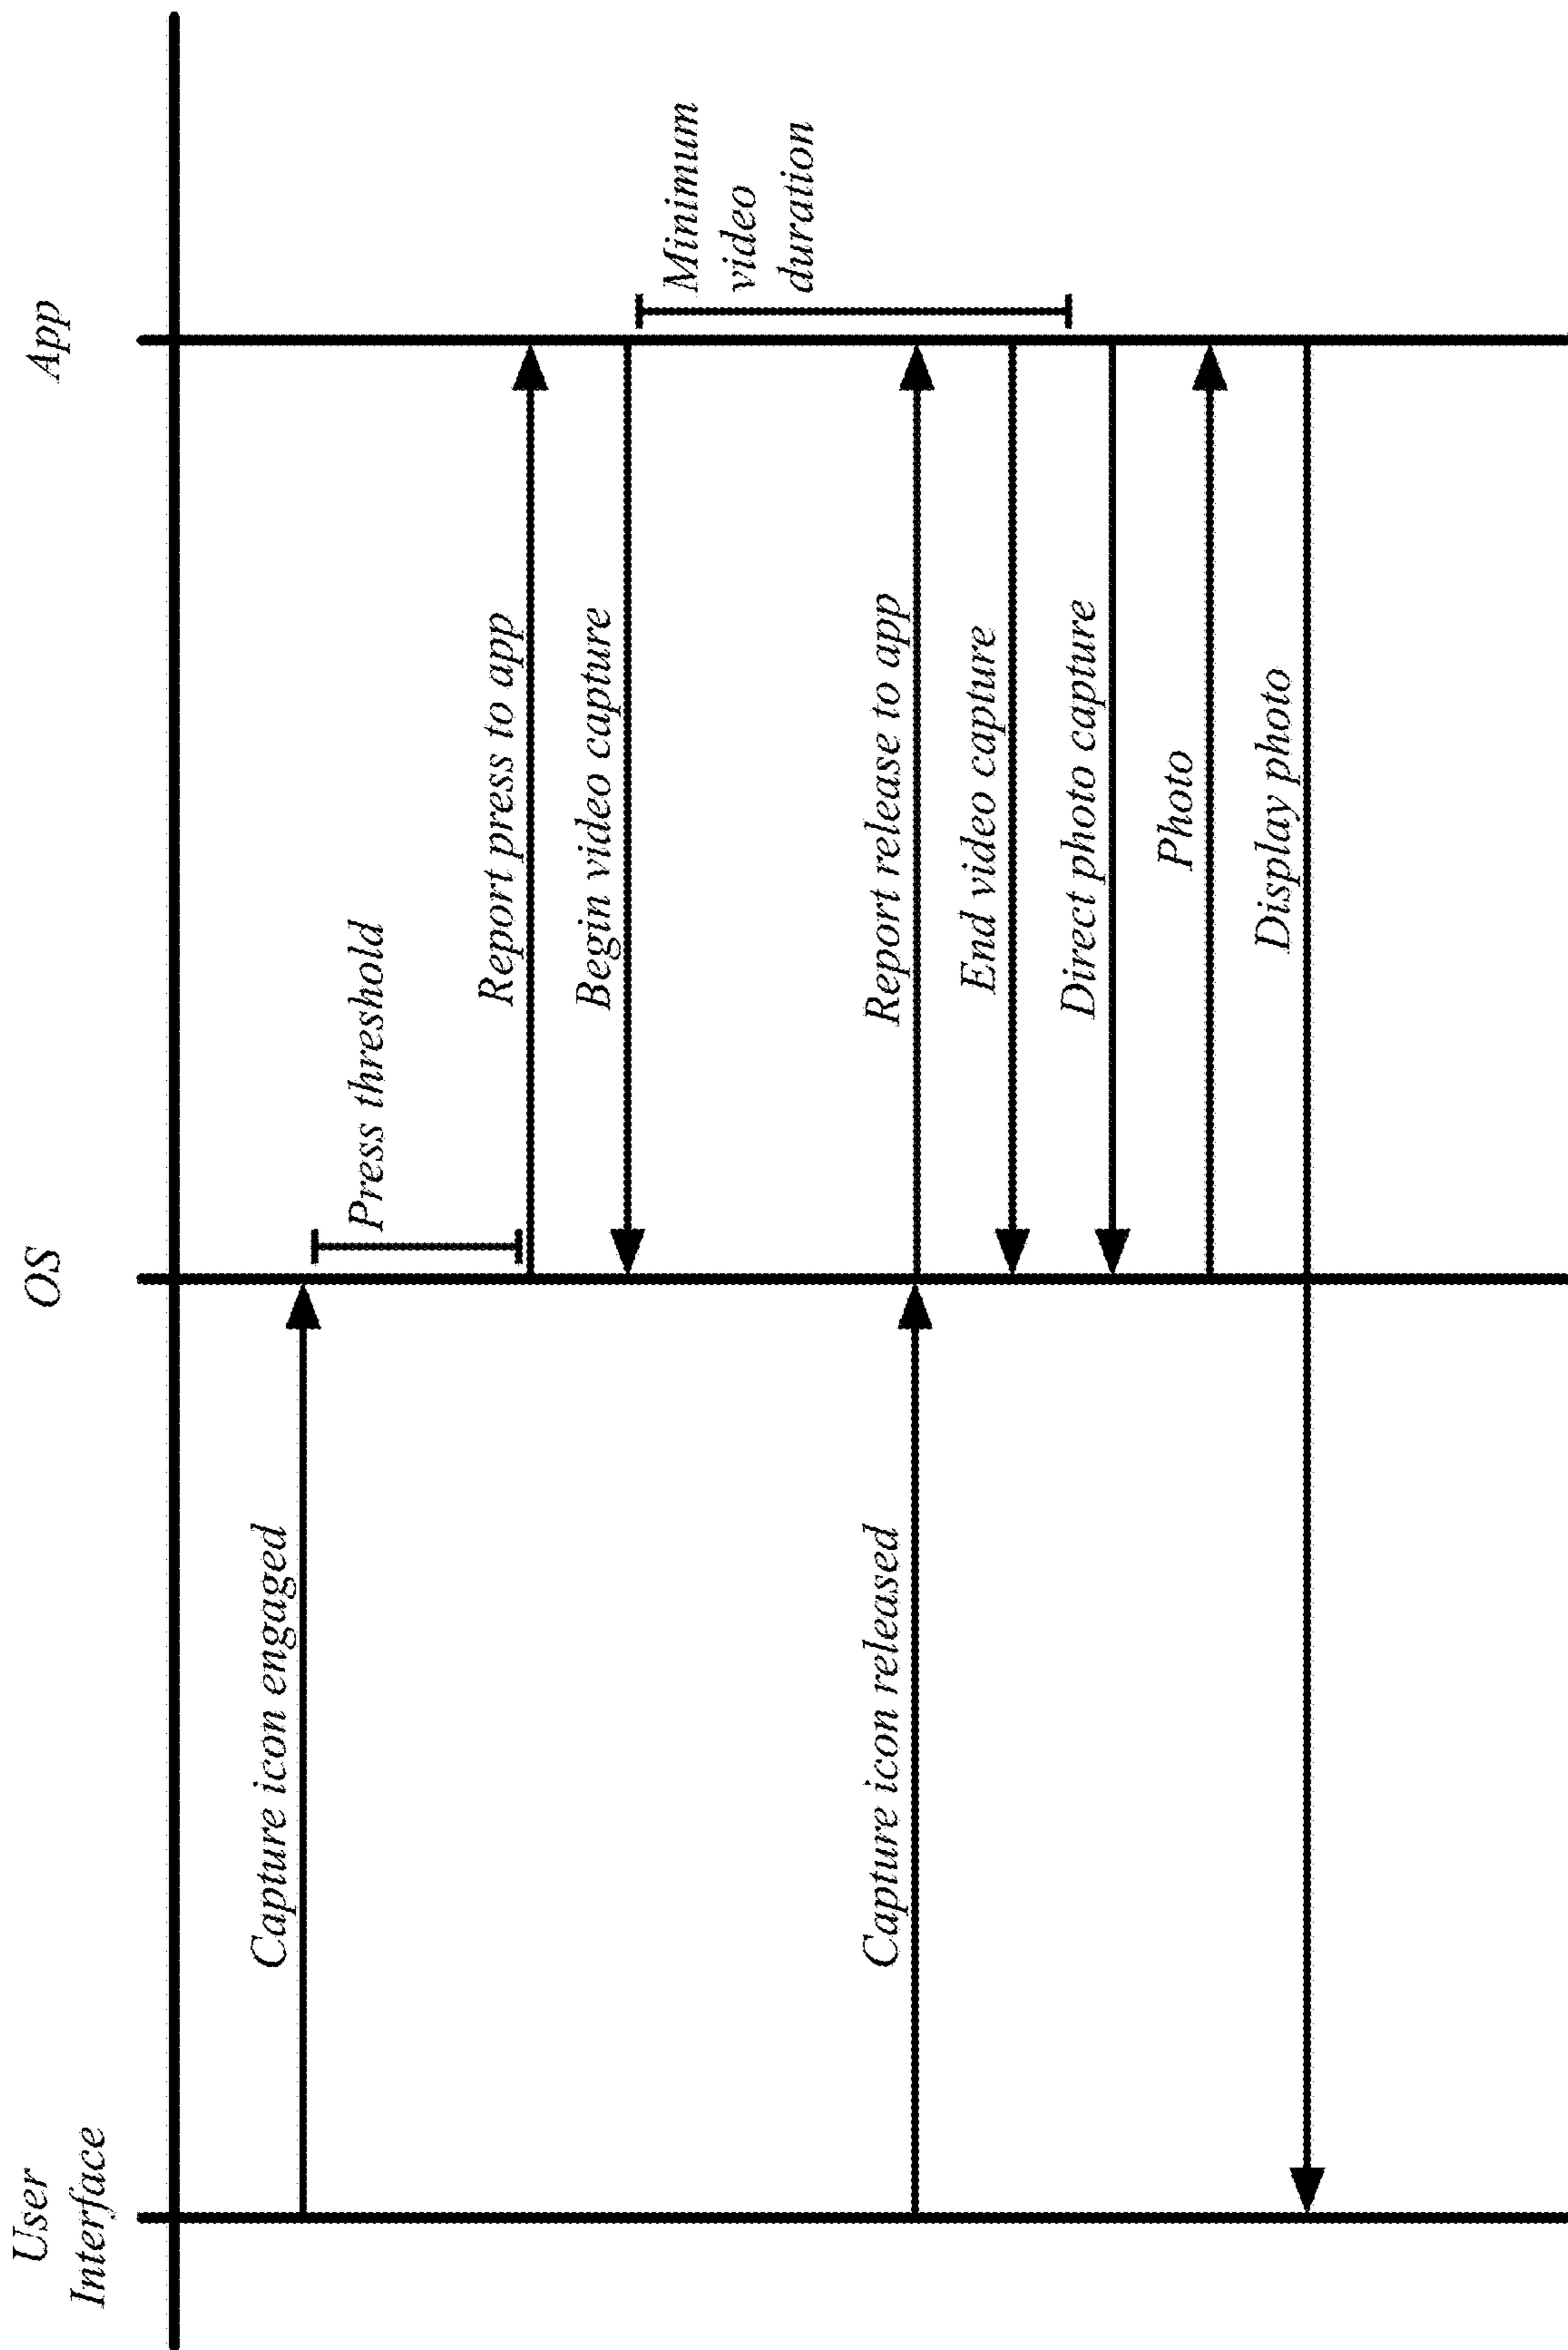 User
Interface
OS
App
Capture icon engaged
Press threshold
Report press to app
Begin video capture
Minimum
video
duration
Capture icon released
Report release to app
End video capture
Direct photo capture
Photo
Display photo